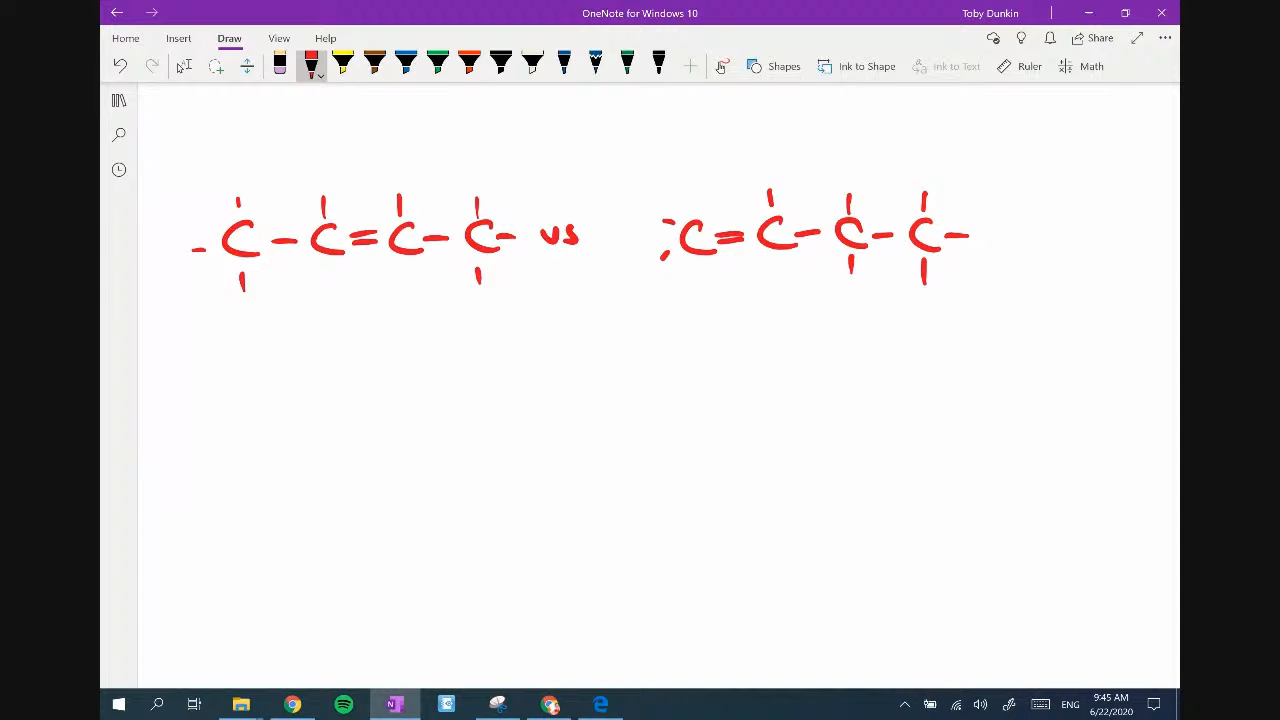 OneNote for Windows 10
Toby Dunkin
Home Insert Draw View Help
Share
Shapes Ink to Shape Ink to Text Ruler Math
C - C = C - C - vs C = C - C - C -
ENG
9:45 AM
6/22/2020